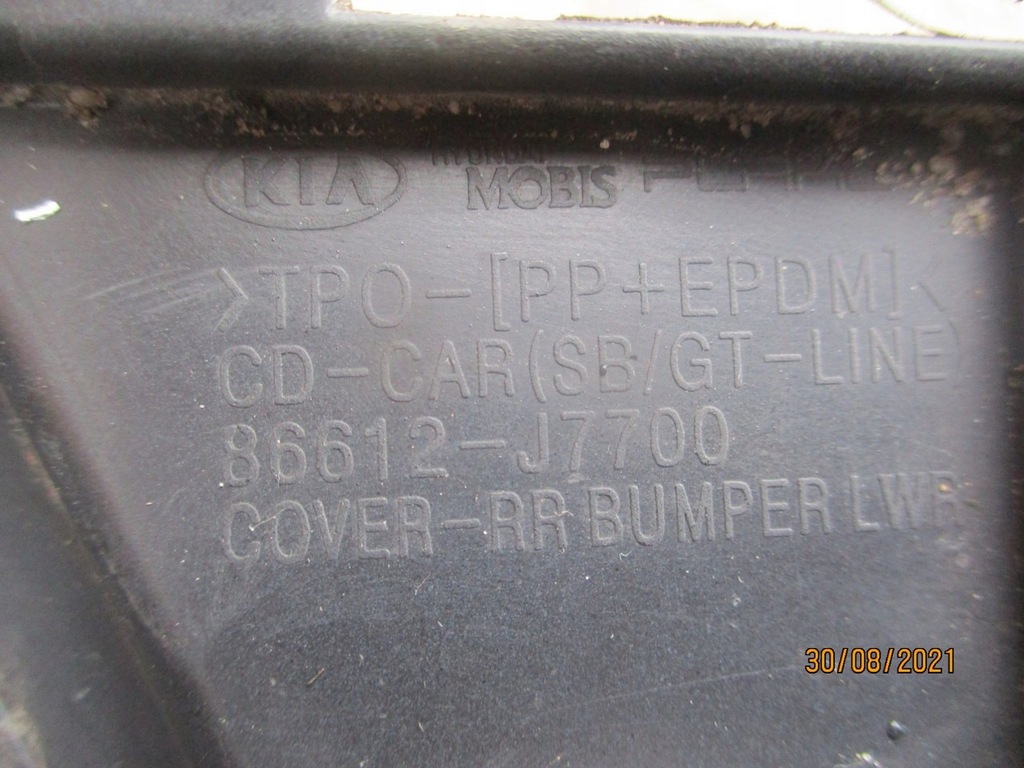 KIA HYUNDAI MOBIS
>TPO-[PP+EPDM]<
CD-CAR(SB/GT-LINE)
86612-J7700
COVER-RR BUMPER LWR
30/08/2021